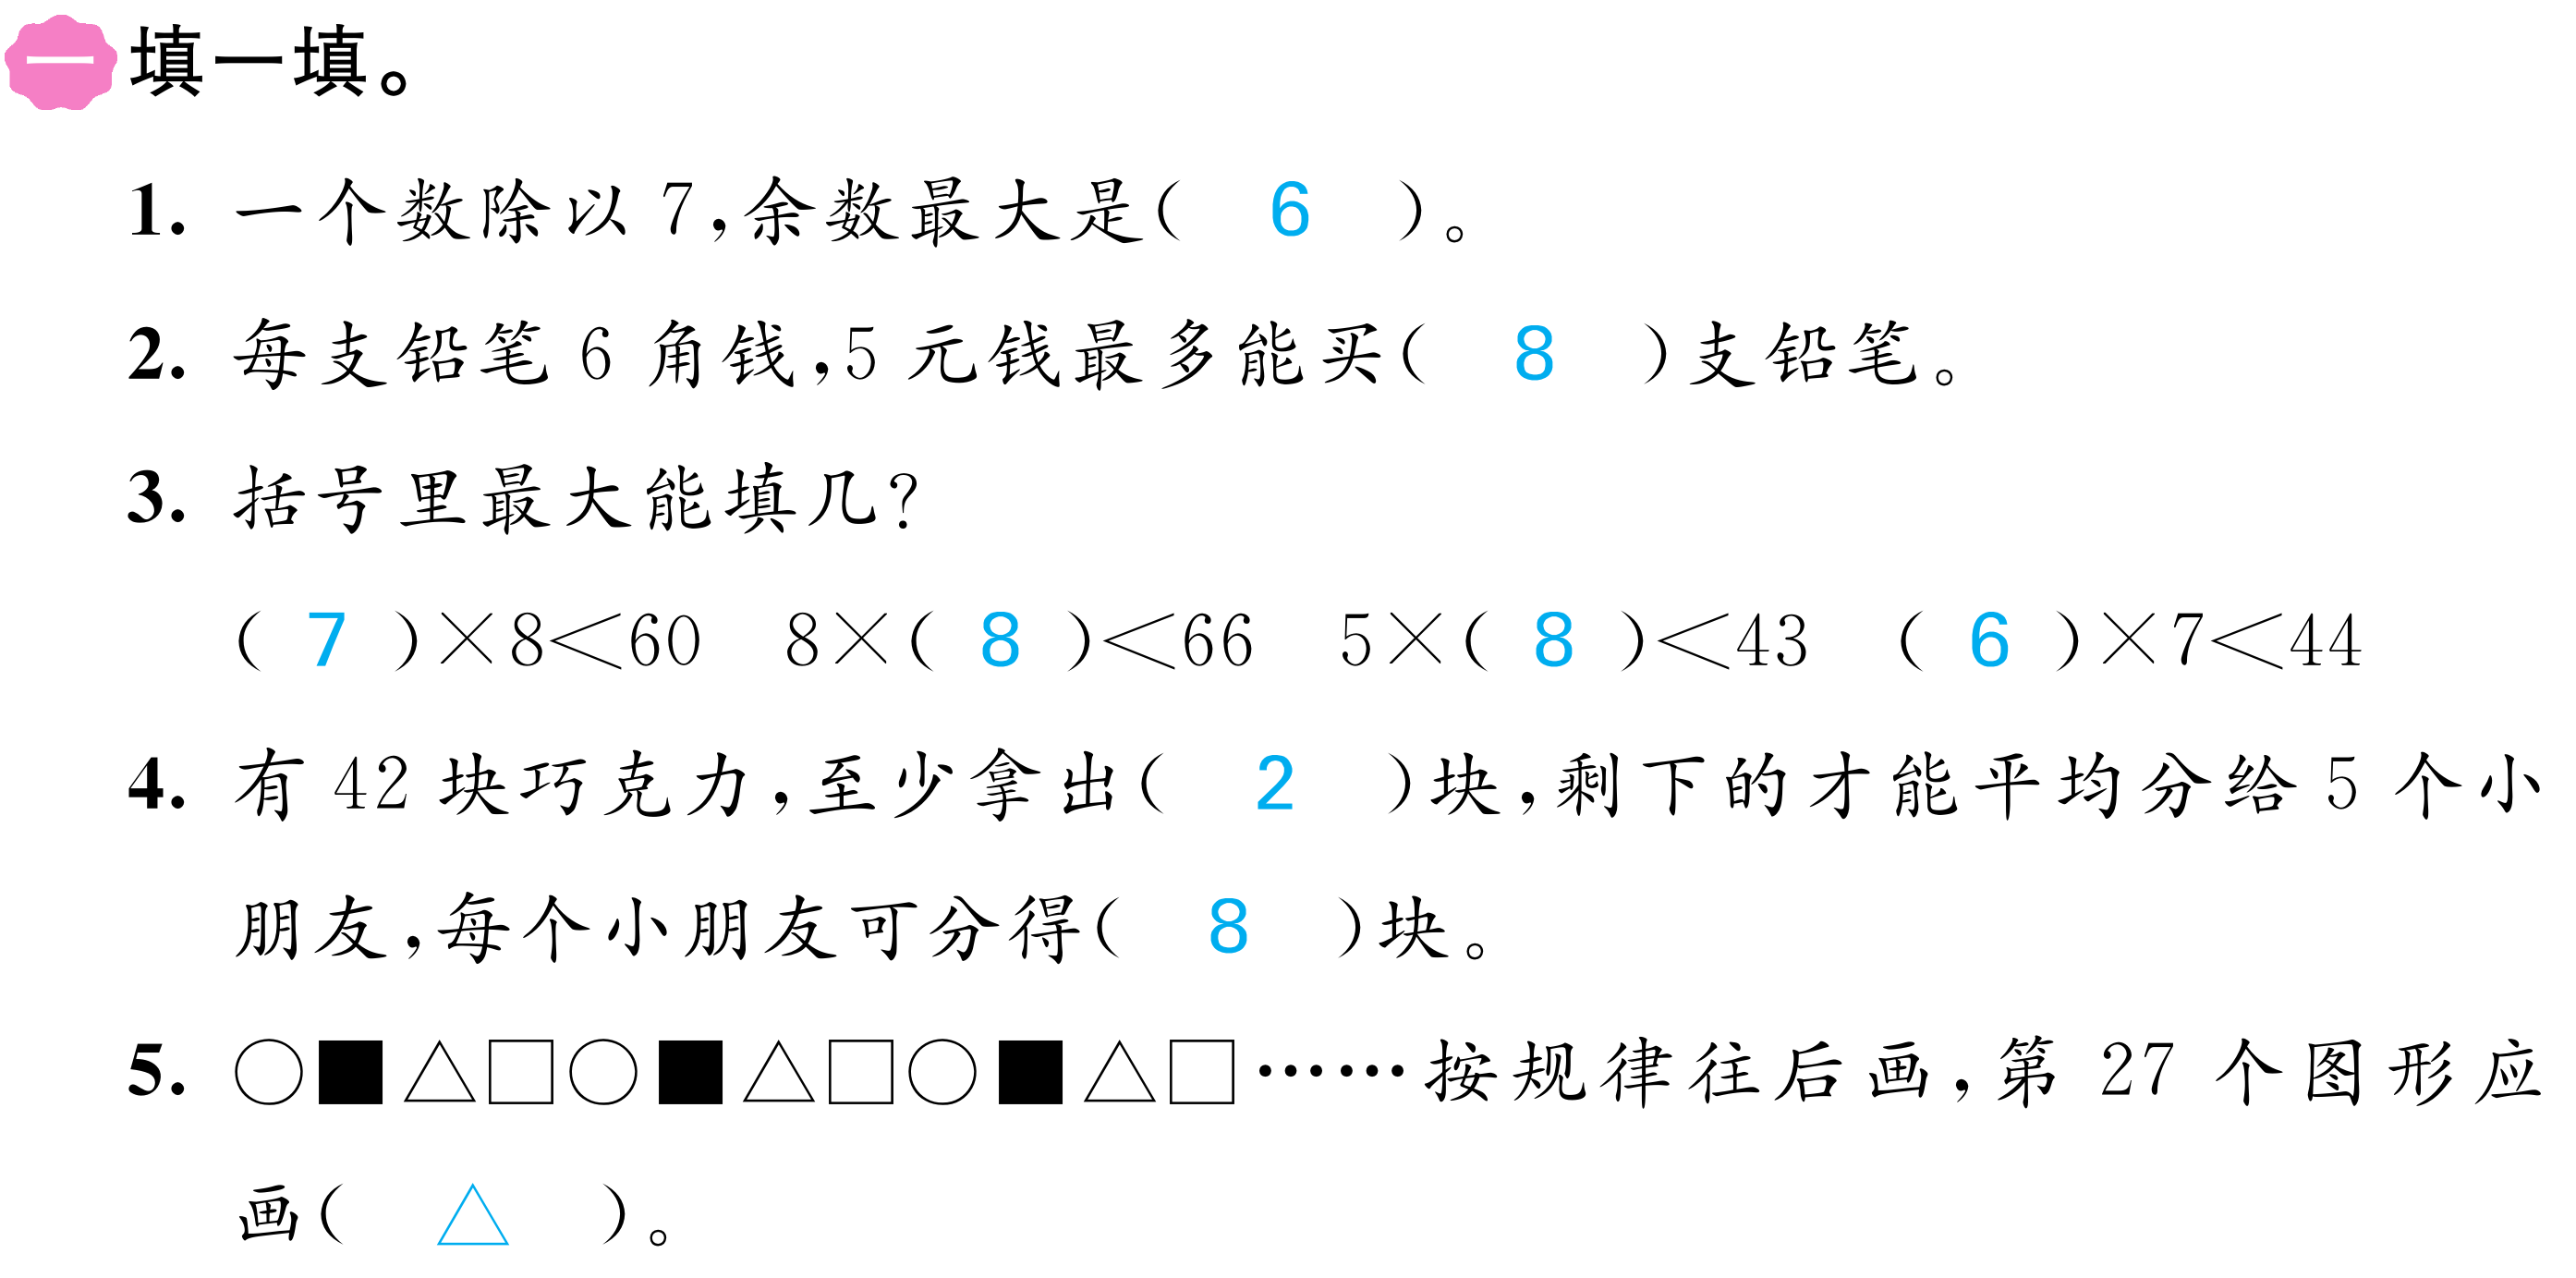 一 填一填。
1. 一个数除以 7,余数最大是( 6 )。
2. 每支铅笔 6 角钱,5 元钱最多能买( 8 )支铅笔。
3. 括号里最大能填几?
( 7 )×8<60 8×( 8 )<66 5×( 8 )<43 ( 6 )×7<44
4. 有 42 块巧克力,至少拿出( 2 )块,剩下的才能平均分给 5 个小
朋友,每个小朋友可分得( 8 )块。
5. ○■△□○■△□○■△□……按规律往后画,第 27 个图形应
画( △ )。